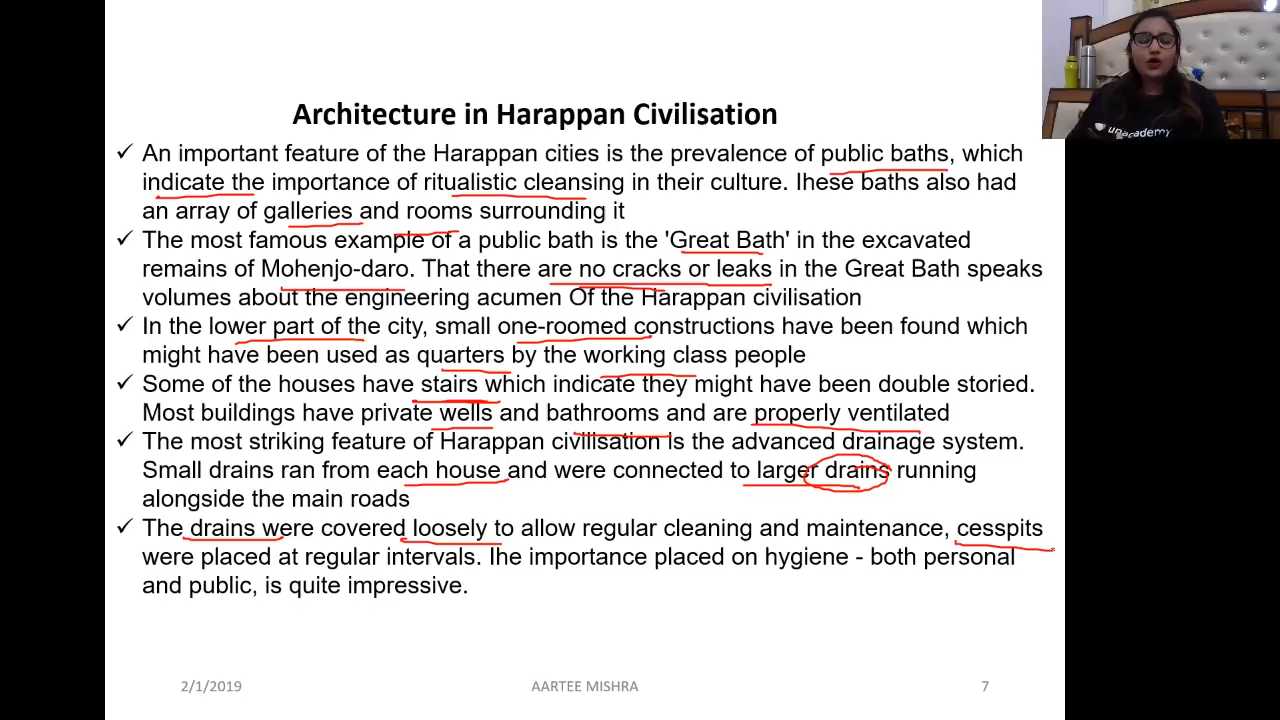 Architecture in Harappan Civilisation
✓ An important feature of the Harappan cities is the prevalence of public baths, which
indicate the importance of ritualistic cleansing in their culture. Ihese baths also had
an array of galleries and rooms surrounding it
✓ The most famous example of a public bath is the 'Great Bath' in the excavated
remains of Mohenjo-daro. That there are no cracks or leaks in the Great Bath speaks
volumes about the engineering acumen Of the Harappan civilisation
✓ In the lower part of the city, small one-roomed constructions have been found which
might have been used as quarters by the working class people
✓ Some of the houses have stairs which indicate they might have been double storied.
Most buildings have private wells and bathrooms and are properly ventilated
✓ The most striking feature of Harappan civilisation is the advanced drainage system.
Small drains ran from each house and were connected to larger drains running
alongside the main roads
✓ The drains were covered loosely to allow regular cleaning and maintenance, cesspits
were placed at regular intervals. Ihe importance placed on hygiene - both personal
and public, is quite impressive.
2/1/2019
AARTEE MISHRA
7
unacademy